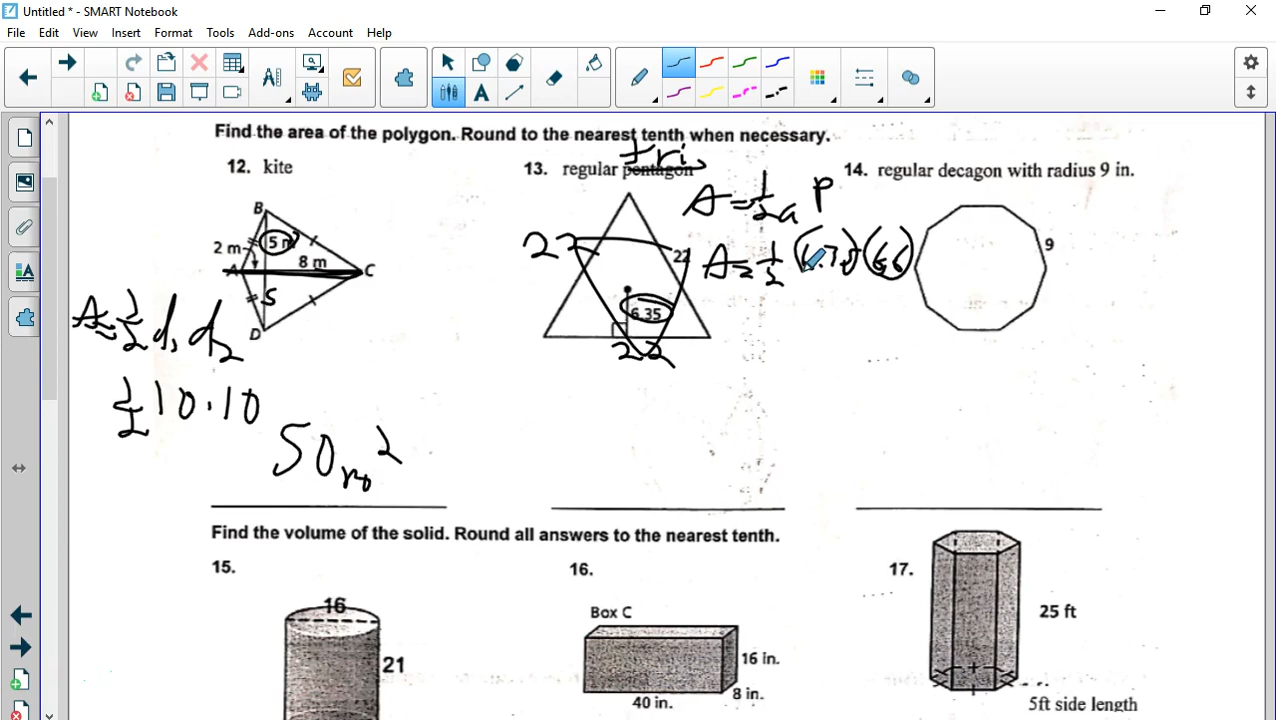 Untitled * - SMART Notebook
File Edit View Insert Format Tools Add-ons Account Help
Find the area of the polygon. Round to the nearest tenth when necessary.
12. kite
B
2 m
5 m
8 m
A
C
5
D
A = 1/2 d1 d2
1/2 10 · 10
50 m 2
13. regular pentagon
tri
22
22
6.35
22
A = 1/2 a P
A = 1/2
(66)
14. regular decagon with radius 9 in.
9
Find the volume of the solid. Round all answers to the nearest tenth.
15.
16
21
16.
Box C
16 in.
8 in.
40 in.
17.
25 ft
5ft side length